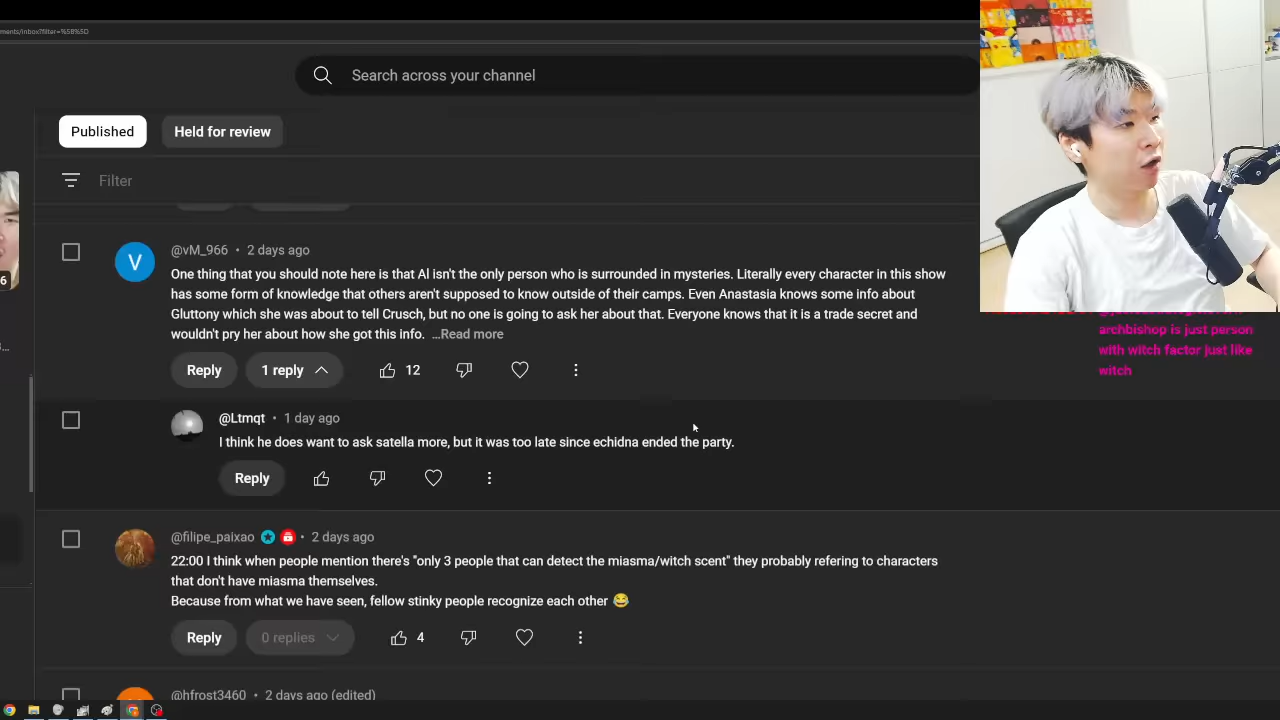 ments/inbox?filter=%5B%5D
Search across your channel
Published
Held for review
Filter
@vM_966 • 2 days ago
One thing that you should note here is that Al isn't the only person who is surrounded in mysteries. Literally every character in this show
has some form of knowledge that others aren't supposed to know outside of their camps. Even Anastasia knows some info about
Gluttony which she was about to tell Crusch, but no one is going to ask her about that. Everyone knows that it is a trade secret and
wouldn't pry her about how she got this info. ...Read more
Reply
1 reply
12
@Ltmqt • 1 day ago
I think he does want to ask satella more, but it was too late since echidna ended the party.
Reply
@filipe_paixao • 2 days ago
22:00 I think when people mention there's "only 3 people that can detect the miasma/witch scent" they probably refering to characters
that don't have miasma themselves.
Because from what we have seen, fellow stinky people recognize each other 😂
Reply
0 replies
4
@hfrost3460 • 2 days ago (edited)
V
6
archbishop is just person
with witch factor just like
witch